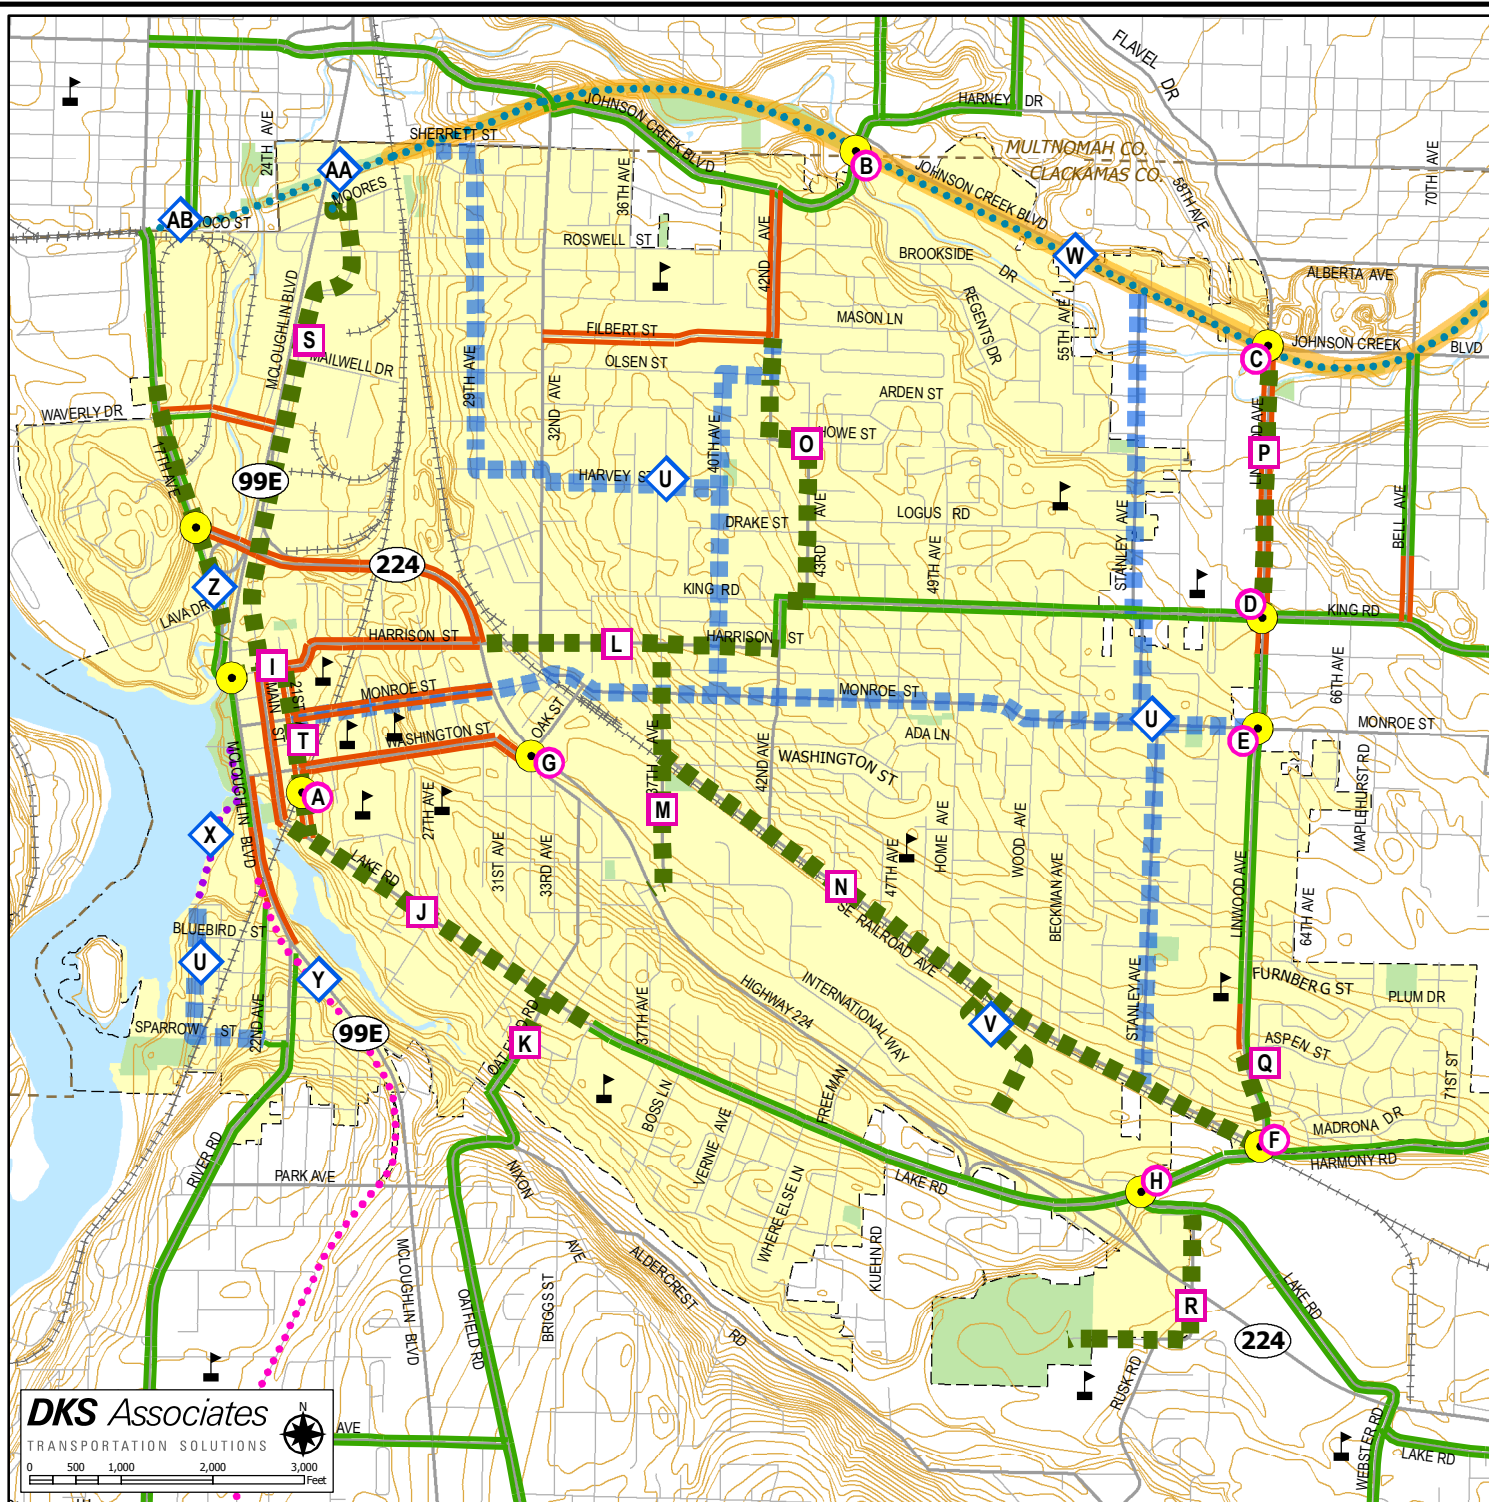 FLAVEL DR
HARNEY DR
JOHNSON CREEK BLVD
SHERRETT ST
24TH AVE
36TH AVE
B
MULTNOMAH CO.
CLACKAMAS CO.
JOHNSON CREEK BLVD
58TH AVE
70TH AVE
AA
MOORES
AB
OCO ST
ROSWELL ST
42ND AVE
BROOKSIDE DR
W
ALBERTA AVE
MCLOUGHLIN BLVD
S
MAILWELL DR
FILBERT ST
OLSEN ST
MASON LN
REGENTS DR
55TH AVE
C
JOHNSON CREEK BLVD
29TH AVE
32ND AVE
ARDEN ST
WAVERLY DR
17TH AVE
40TH AVE
HOWE ST
O
P
99E
HARVEY ST
U
DRAKE ST
43RD AVE
LOGUS RD
49TH AVE
STANLEY AVE
BELL AVE
224
Z
LAVA DR
KING RD
D
KING RD
HARRISON ST
L
HARRISON ST
I
MAIN ST
21ST
MONROE ST
MONROE ST
66TH AVE
U
MONROE ST
E
T
WASHINGTON ST
OAK ST
G
37TH AVE
42ND AVE
WASHINGTON ST
ADA LN
MAPLEHURST RD
MCLOUGHLIN BLVD
A
X
27TH AVE
31ST AVE
33RD AVE
M
LAKE RD
J
N
47TH AVE
HOME AVE
WOOD AVE
BECKMAN AVE
LINWOOD AVE
64TH AVE
BLUEBIRD ST
U
Y
SE RAILROAD AVE
INTERNATIONAL WAY
HIGHWAY 224
STANLEY AVE
FURNBERG ST
PLUM DR
SPARROW ST
22ND AVE
99E
K
37TH AVE
V
ASPEN ST
Q
71ST ST
BOSS LN
VERNIE AVE
FREEMAN
MADRONA DR
F
HARMONY RD
RIVER RD
PARK AVE
NIXON AVE
WHERE ELSE LN
LAKE RD
H
KUEHN RD
MCLOUGHLIN BLVD
OATFIELD RD
BRIGGS ST
ALDERCREST RD
R
LAKE RD
224
RUSK RD
WEBSTER RD
LAKE RD
DKS Associates
TRANSPORTATION SOLUTIONS
N
AVE
0 500 1,000 2,000 3,000
Feet